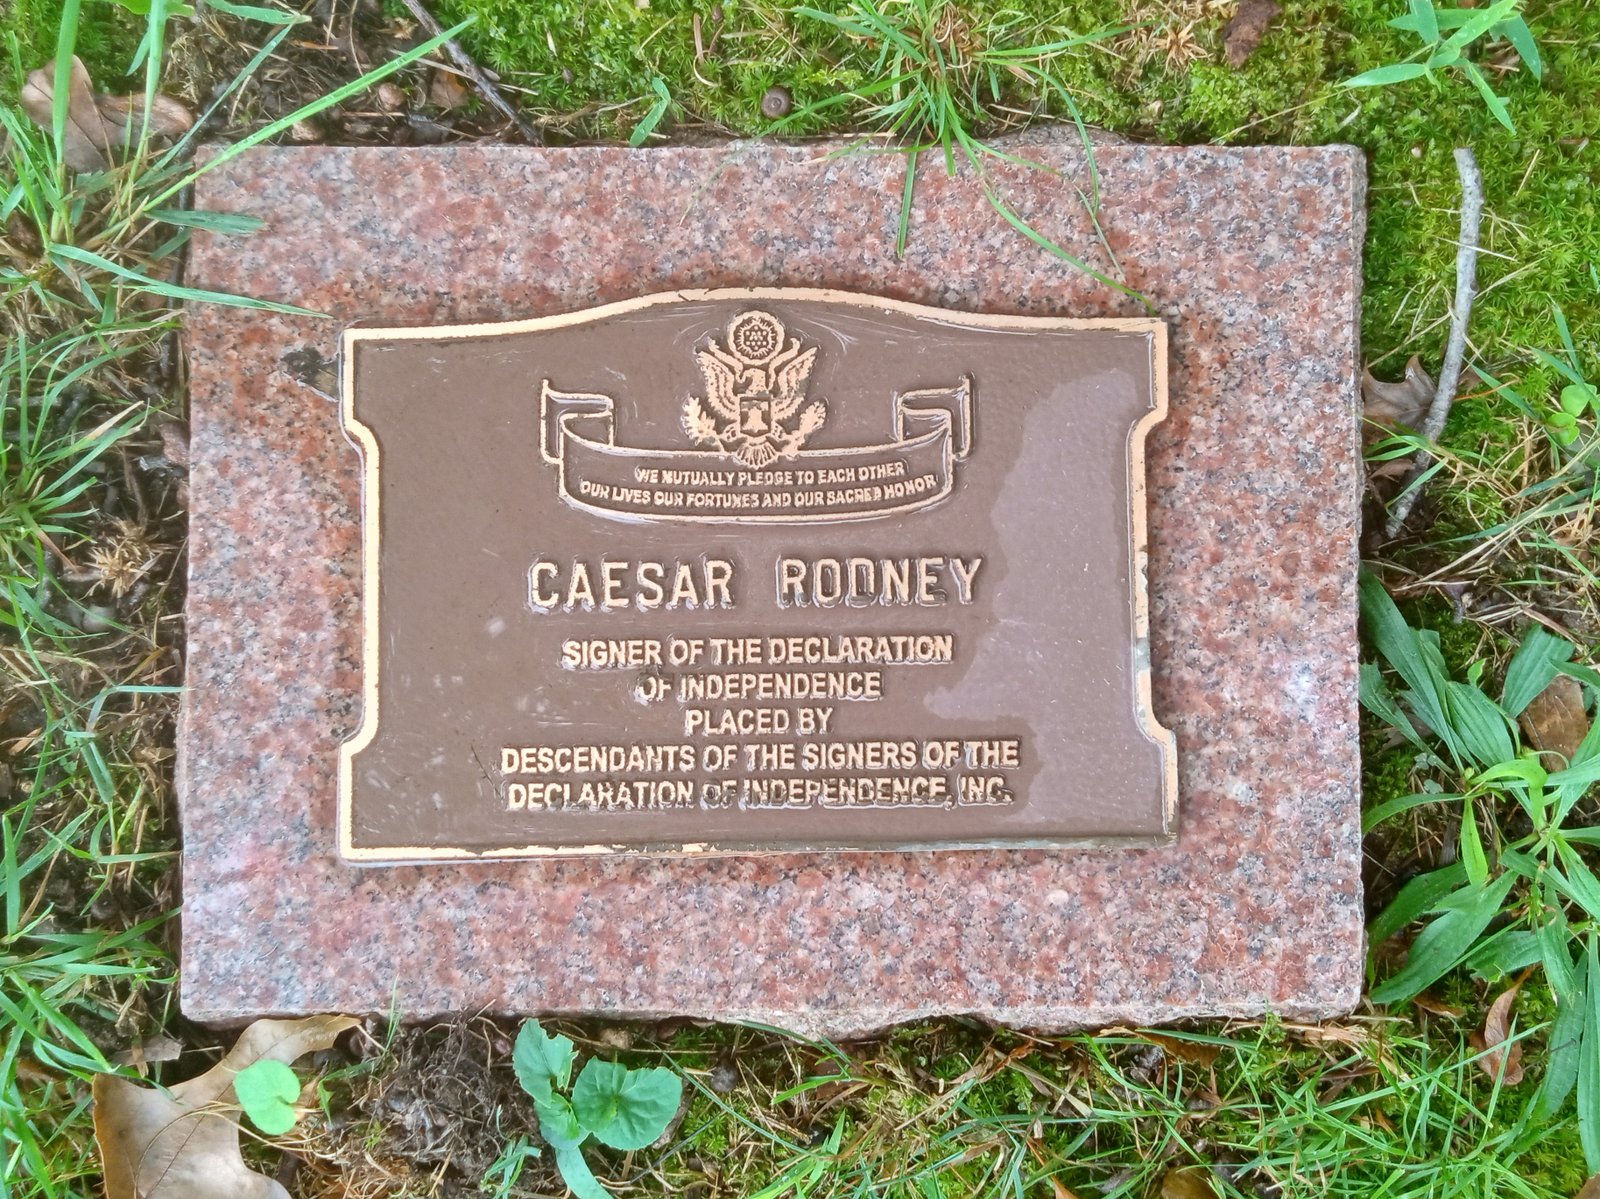 WE MUTUALLY PLEDGE TO EACH OTHER
OUR LIVES OUR FORTUNES AND OUR SACRED HONOR
CAESAR RODNEY
SIGNER OF THE DECLARATION
OF INDEPENDENCE
PLACED BY
DESCENDANTS OF THE SIGNERS OF THE
DECLARATION OF INDEPENDENCE, INC.